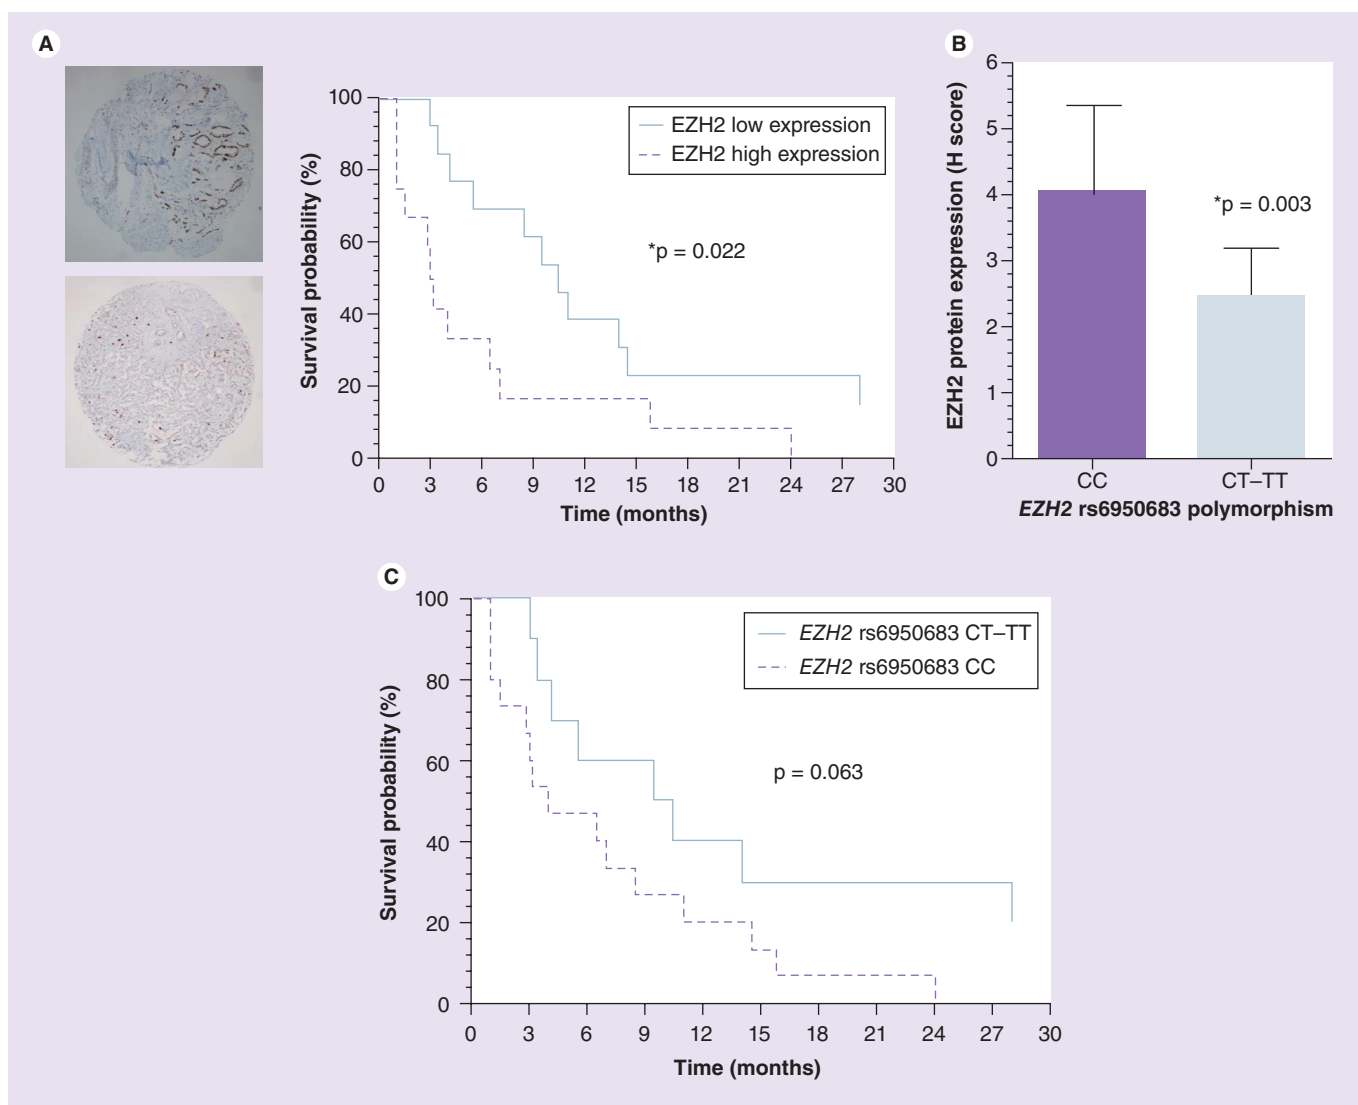 A
100
80
60
40
20
0
Survival probability (%)
EZH2 low expression
EZH2 high expression
*p = 0.022
0 3 6 9 12 15 18 21 24 27 30
Time (months)
B
6
5
4
3
2
1
0
EZH2 protein expression (H score)
*p = 0.003
CC CT–TT
EZH2 rs6950683 polymorphism
C
100
80
60
40
20
0
Survival probability (%)
EZH2 rs6950683 CT–TT
EZH2 rs6950683 CC
p = 0.063
0 3 6 9 12 15 18 21 24 27 30
Time (months)